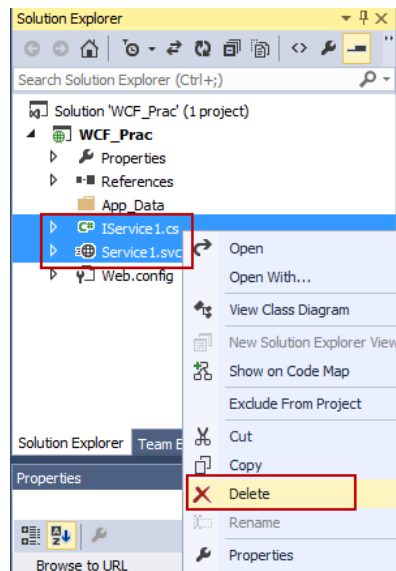 Solution Explorer
Search Solution Explorer (Ctrl+;)
Solution 'WCF_Prac' (1 project)
WCF_Prac
Properties
References
App_Data
IService1.cs
Service1.svc
Web.config
Open
Open With...
View Class Diagram
New Solution Explorer View
Show on Code Map
Exclude From Project
Cut
Copy
Delete
Rename
Properties
Solution Explorer Team E
Properties
Browse to URL